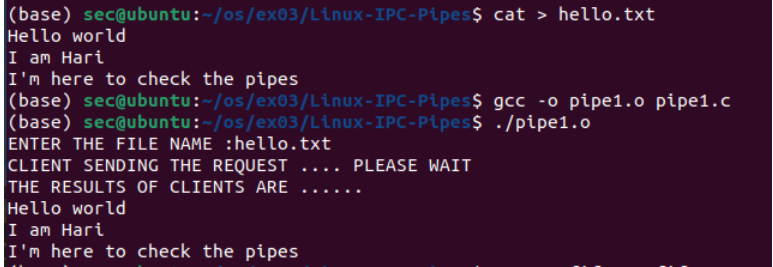 (base) sec@ubuntu:~/os/ex03/Linux-IPC-Pipes$ cat > hello.txt
Hello world
I am Hari
I'm here to check the pipes
(base) sec@ubuntu:~/os/ex03/Linux-IPC-Pipes$ gcc -o pipe1.o pipe1.c
(base) sec@ubuntu:~/os/ex03/Linux-IPC-Pipes$ ./pipe1.o
ENTER THE FILE NAME :hello.txt
CLIENT SENDING THE REQUEST .... PLEASE WAIT
THE RESULTS OF CLIENTS ARE ......
Hello world
I am Hari
I'm here to check the pipes